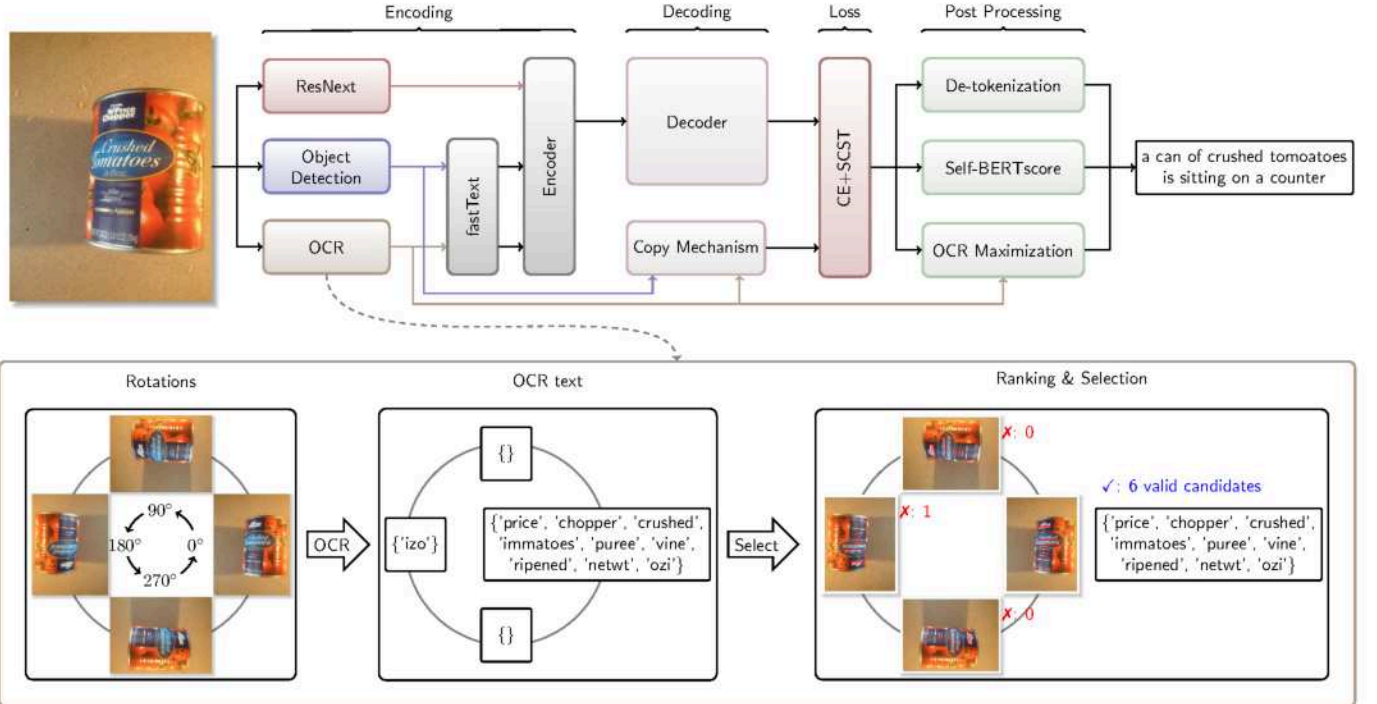 Encoding
Decoding
Loss
Post Processing
ResNext
Object
Detection
OCR
fastText
Encoder
Decoder
Copy Mechanism
CE+SCST
De-tokenization
Self-BERTscore
OCR Maximization
a can of crushed tomoatoes
is sitting on a counter
Chopper
Crushed
Tomatoes
Rotations
OCR text
Ranking & Selection
90°
180°
0°
270°
OCR
{}
{'izo'}
{'price', 'chopper', 'crushed',
'immatoes', 'puree', 'vine',
'ripened', 'netwt', 'ozi'}
{}
Select
✗: 0
✗: 1
✗: 0
✓: 6 valid candidates
{'price', 'chopper', 'crushed',
'immatoes', 'puree', 'vine',
'ripened', 'netwt', 'ozi'}